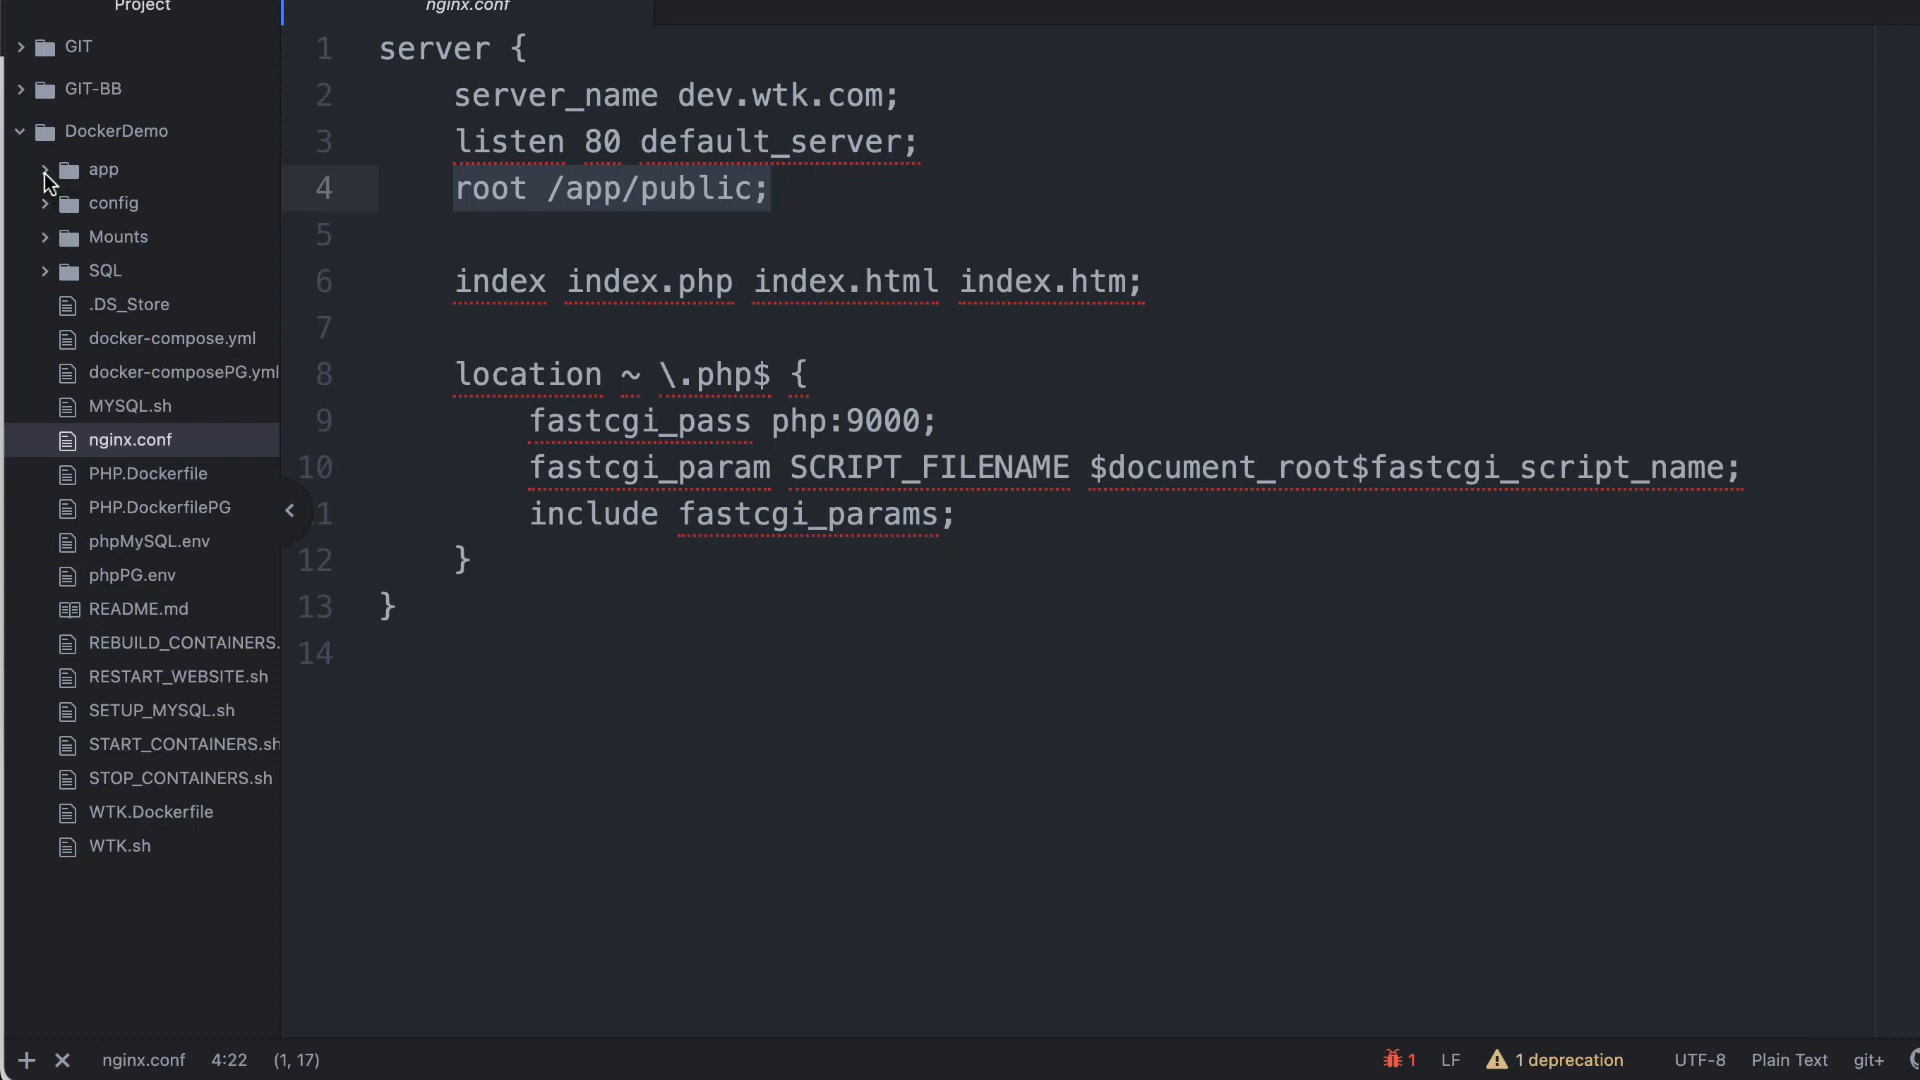 Project
GIT
GIT-BB
DockerDemo
app
config
Mounts
SQL
.DS_Store
docker-compose.yml
docker-composePG.yml
MYSQL.sh
nginx.conf
PHP.Dockerfile
PHP.DockerfilePG
phpMySQL.env
phpPG.env
README.md
REBUILD_CONTAINERS.
RESTART_WEBSITE.sh
SETUP_MYSQL.sh
START_CONTAINERS.sh
STOP_CONTAINERS.sh
WTK.Dockerfile
WTK.sh
nginx.conf
1 server {
2 server_name dev.wtk.com;
3 listen 80 default_server;
4 root /app/public;
5
6 index index.php index.html index.htm;
7
8 location ~ \.php$ {
9 fastcgi_pass php:9000;
10 fastcgi_param SCRIPT_FILENAME $document_root$fastcgi_script_name;
11 include fastcgi_params;
12 }
13 }
14
nginx.conf 4:22 (1, 17) 1 LF 1 deprecation UTF-8 Plain Text git+